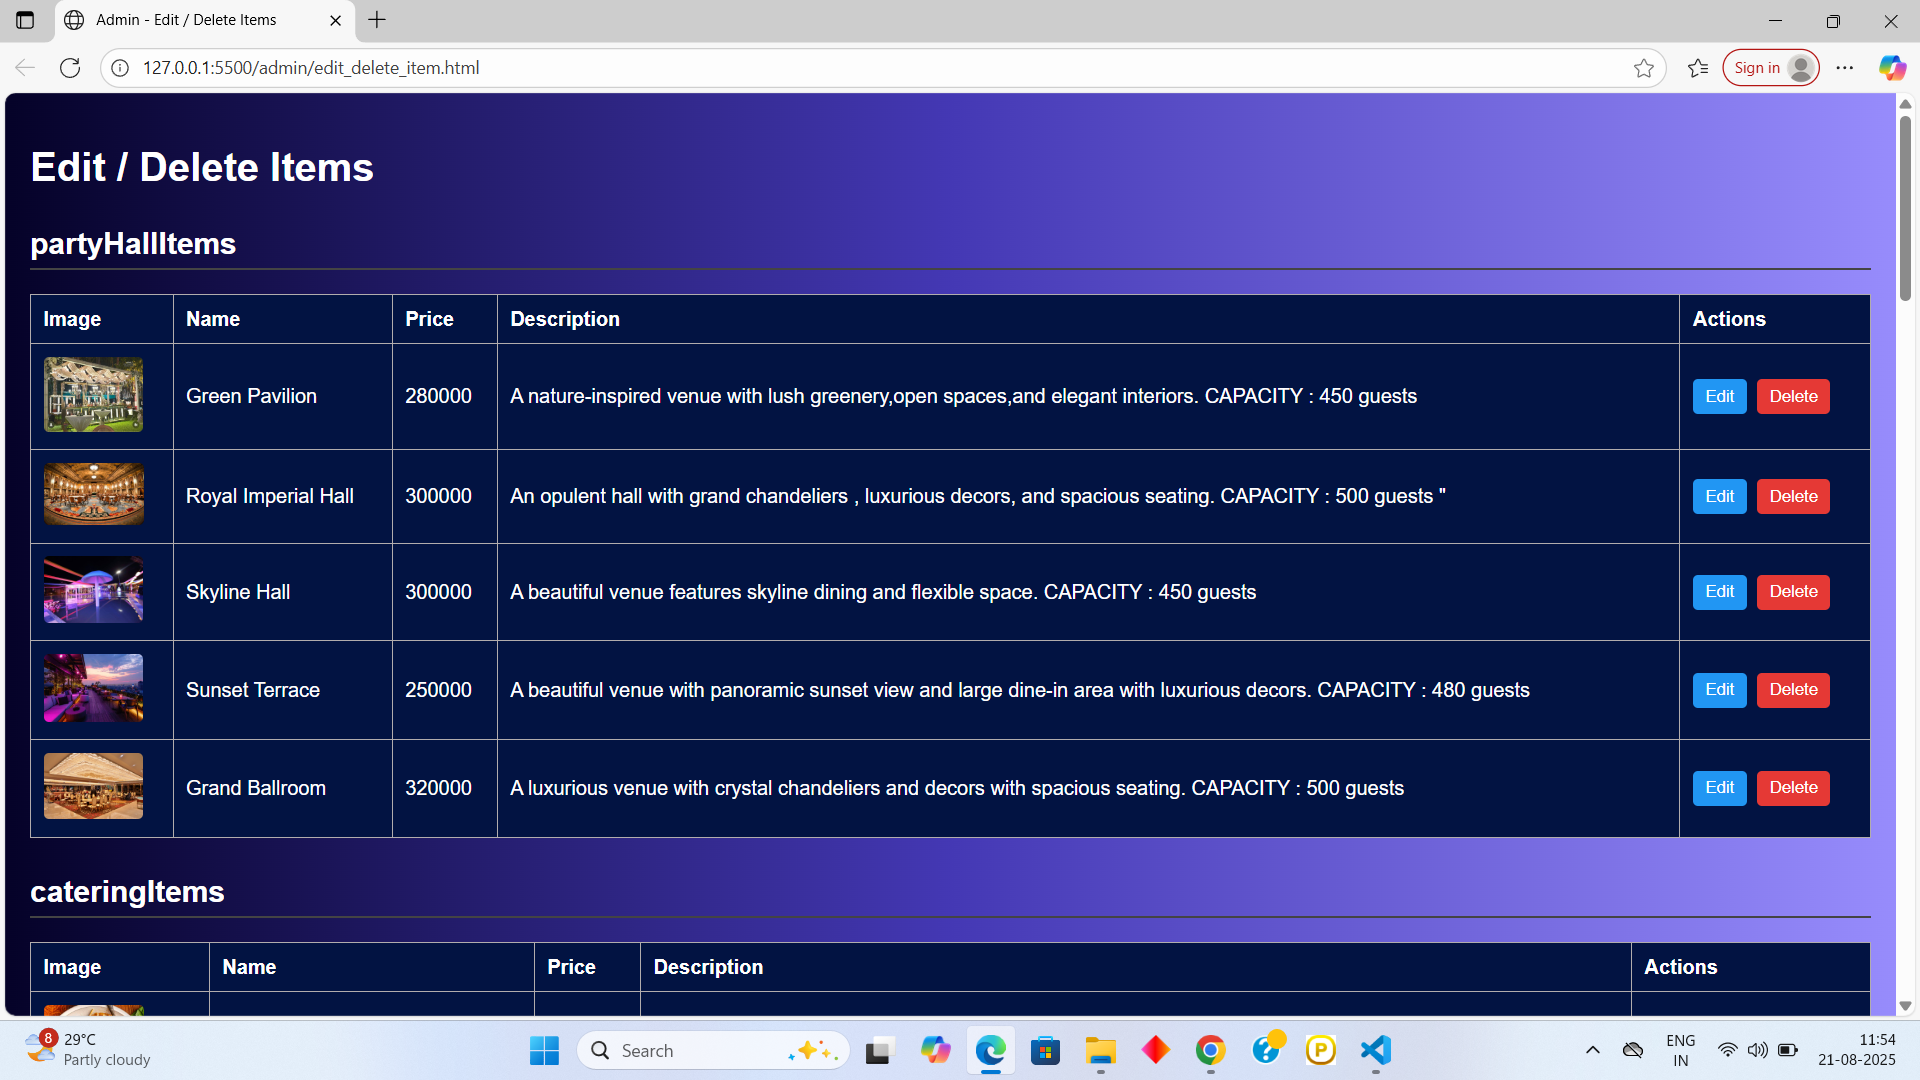 Admin - Edit / Delete Items
127.0.0.1:5500/admin/edit_delete_item.html
Sign in
Edit / Delete Items
partyHallItems
Image Name Price Description Actions
Green Pavilion 280000 A nature-inspired venue with lush greenery,open spaces,and elegant interiors. CAPACITY : 450 guests Edit Delete
Royal Imperial Hall 300000 An opulent hall with grand chandeliers , luxurious decors, and spacious seating. CAPACITY : 500 guests " Edit Delete
Skyline Hall 300000 A beautiful venue features skyline dining and flexible space. CAPACITY : 450 guests Edit Delete
Sunset Terrace 250000 A beautiful venue with panoramic sunset view and large dine-in area with luxurious decors. CAPACITY : 480 guests Edit Delete
Grand Ballroom 320000 A luxurious venue with crystal chandeliers and decors with spacious seating. CAPACITY : 500 guests Edit Delete
cateringItems
Image Name Price Description Actions
8 29°C
Partly cloudy
Search
P
ENG
IN
11:54
21-08-2025